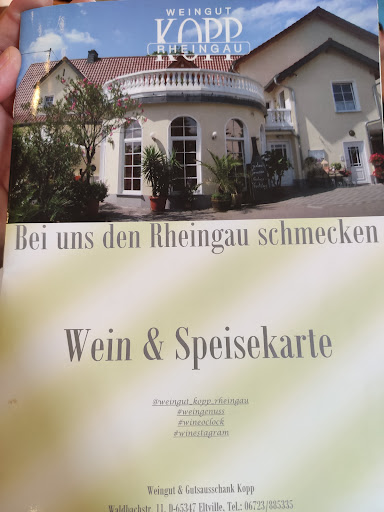 WEINGUT
KOPP
RHEINGAU
Bei uns den Rheingau schmecken
Wein & Speisekarte
@weingut_kopp_rheingau
#weingenuss
#wineoclock
#winestagram
Weingut & Gutsausschank Kopp
Waldbachstr. 11, D-65347 Eltville, Tel.: 06723/885335